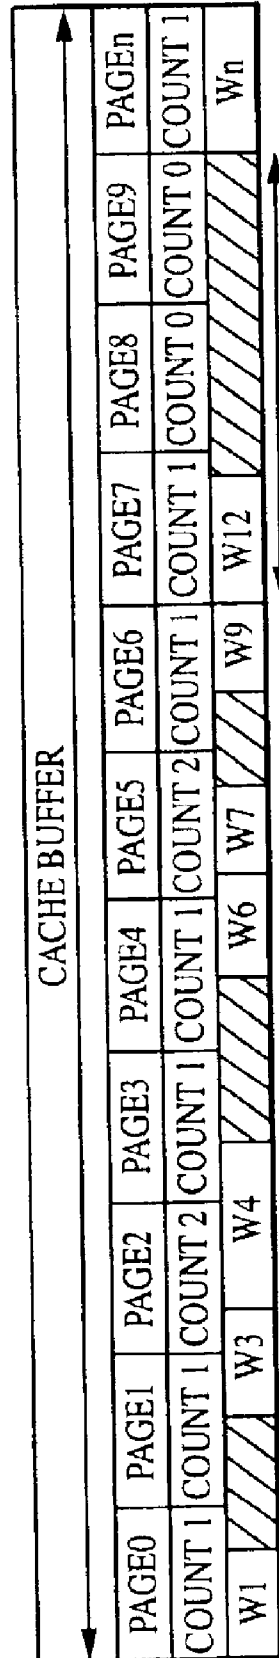 CACHE BUFFER
PAGE0 PAGE1 PAGE2 PAGE3 PAGE4 PAGE5 PAGE6 PAGE7 PAGE8 PAGE9 PAGEn
COUNT 1 COUNT 1 COUNT 2 COUNT 1 COUNT 1 COUNT 2 COUNT 1 COUNT 1 COUNT 0 COUNT 0 COUNT 1
W1 W3 W4 W6 W7 W9 W12 Wn